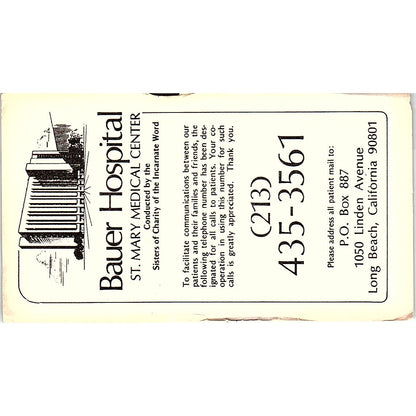 Bauer Hospital
ST. MARY MEDICAL CENTER
Conducted by the
Sisters of Charity of the Incarnate Word
To facilitate communications between our
patients and their families and friends, the
following telephone number has been des-
ignated for all calls to patients. Your co-
operation in using this number for such
calls is greatly appreciated. Thank you.
(213)
435-3561
Please address all patient mail to:
P.O. Box 887
1050 Linden Avenue
Long Beach, California 90801